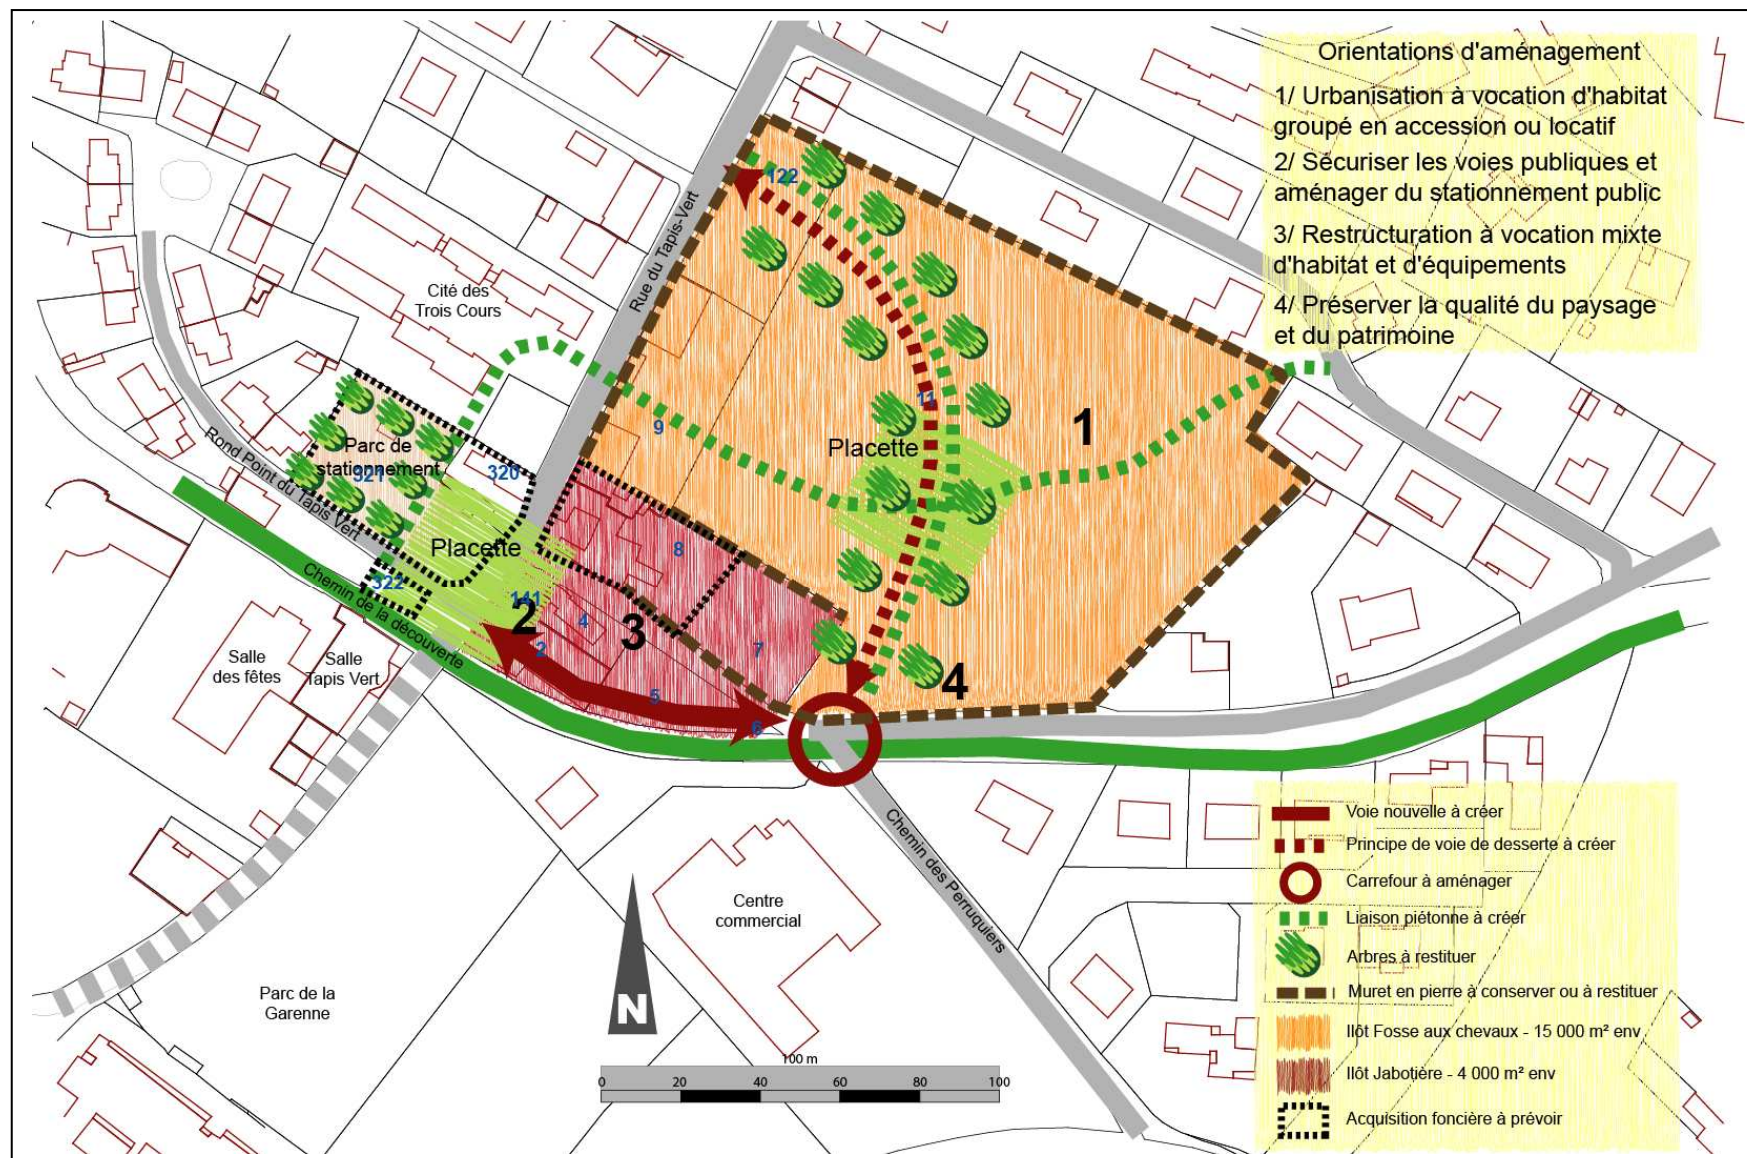 Orientations d'aménagement
1/ Urbanisation à vocation d'habitat
groupé en accession ou locatif
2/ Sécuriser les voies publiques et
aménager du stationnement public
3/ Restructuration à vocation mixte
d'habitat et d'équipements
4/ Préserver la qualité du paysage
et du patrimoine
122
Rue du Tapis-Vert
Cité des
Trois Cours
11
1
9
Placette
Parc de
stationnement
321
320
Rond Point du Tapis Vert
Placette
8
322
Chemin de la découverte
141
2
4
3
2
7
Salle
des fêtes
Salle
Tapis Vert
4
5
6
Chemin des Perruquiers
Centre
commercial
Parc de la
Garenne
N
100 m
0 20 40 60 80 100
Voie nouvelle à créer
Principe de voie de desserte à créer
Carrefour à aménager
Liaison piétonne à créer
Arbres à restituer
Muret en pierre à conserver ou à restituer
Ilôt Fosse aux chevaux - 15 000 m² env
Ilôt Jabotière - 4 000 m² env
Acquisition foncière à prévoir